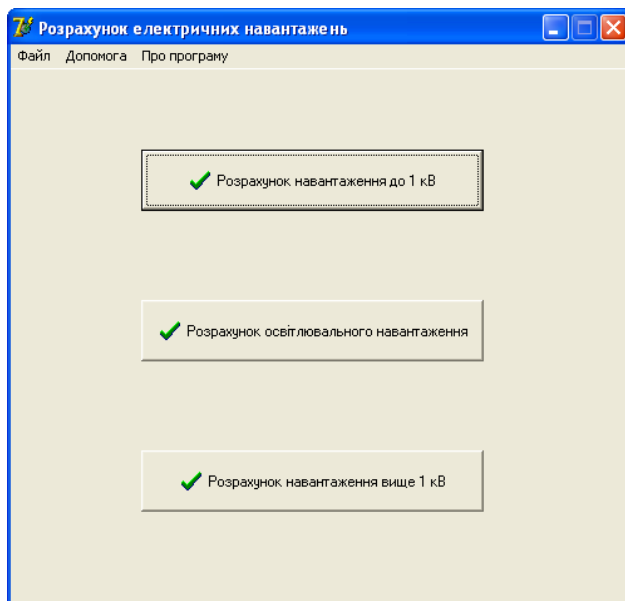 Розрахунок електричних навантажень
Файл Допомога Про програму
Розрахунок навантаження до 1 кВ
Розрахунок освітлювального навантаження
Розрахунок навантаження вище 1 кВ